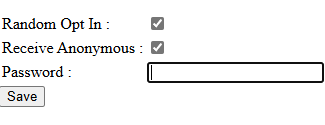 Random Opt In :
Receive Anonymous :
Password :
Save